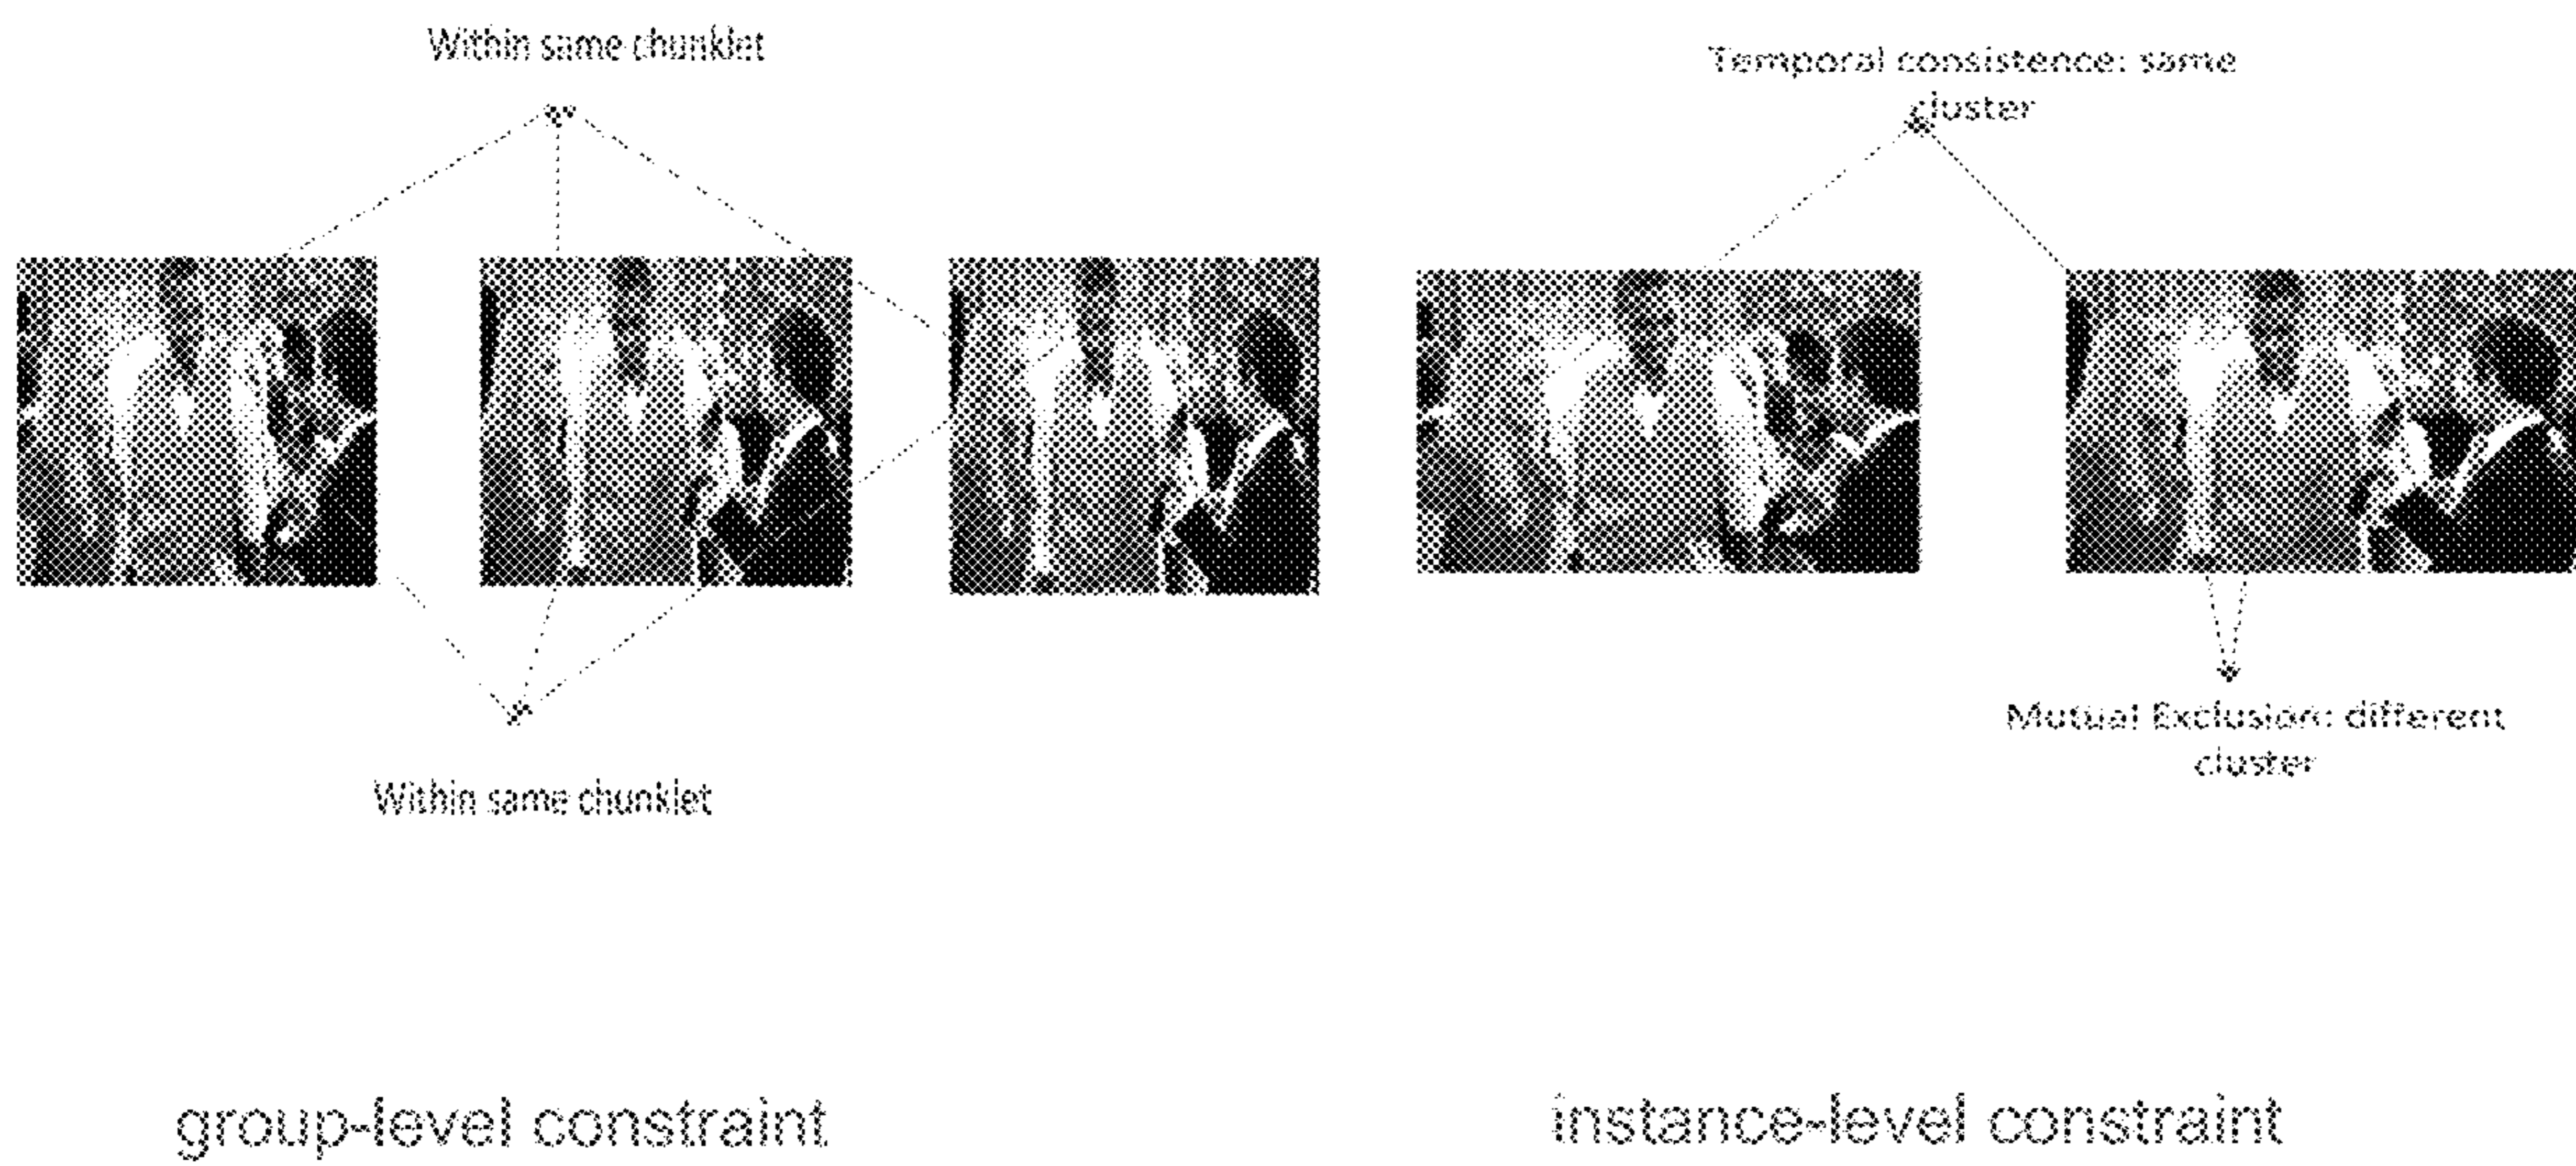 Within same chunklet
Temporal consistence: same
cluster
Mutual Exclusion: different
cluster
Within same chunklet
group-level constraint
instance-level constraint